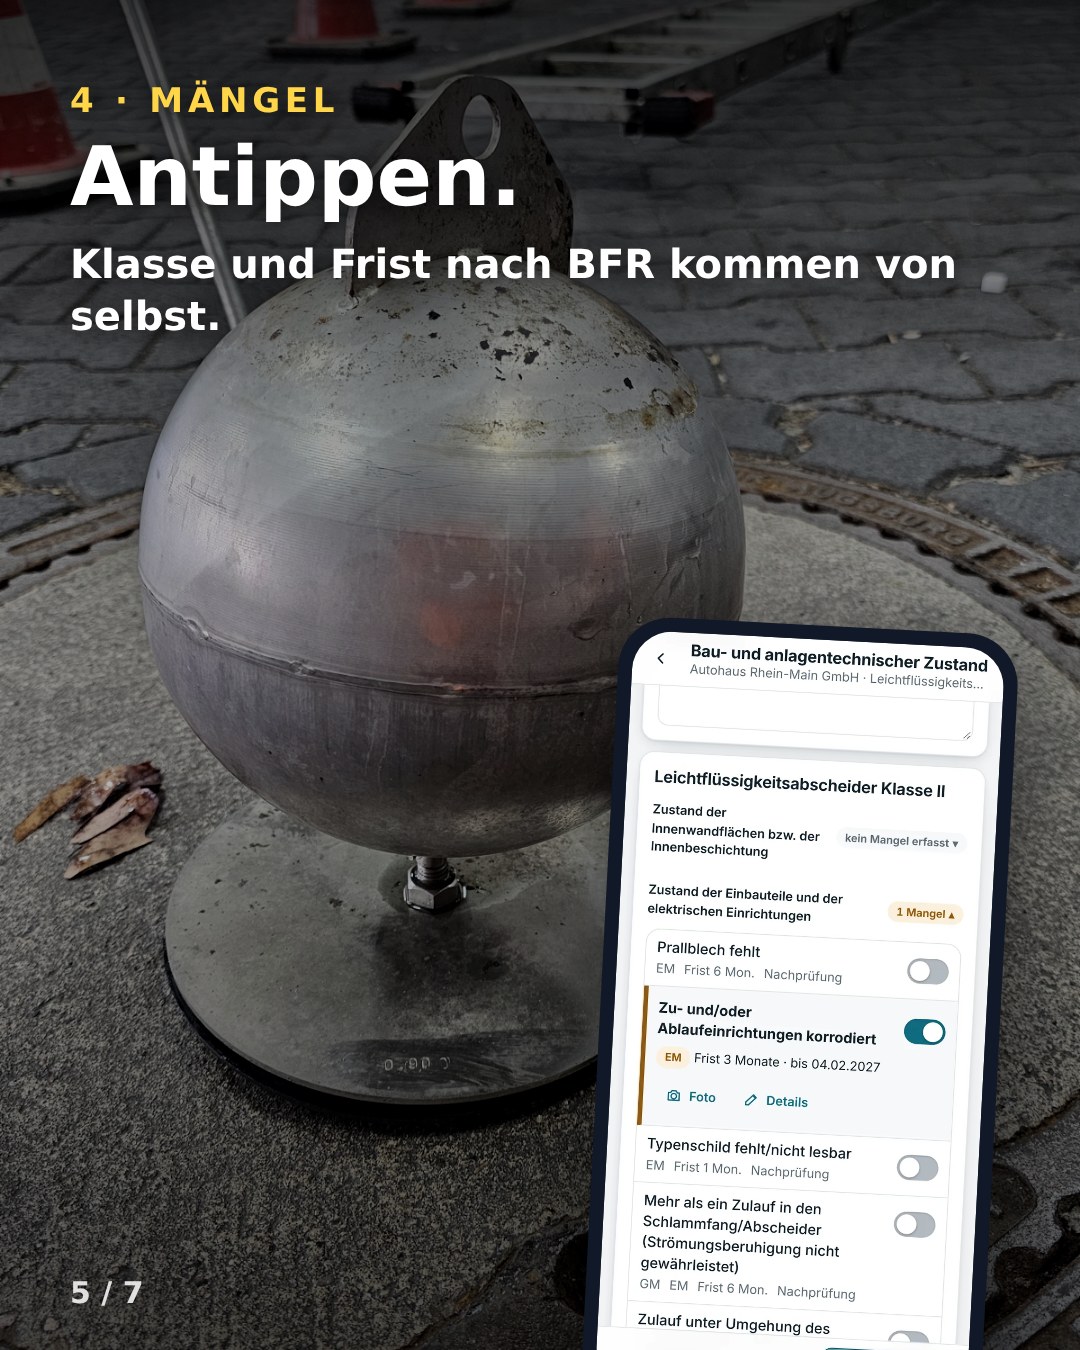 4 · MÄNGEL
Antippen.
Klasse und Frist nach BFR kommen von
selbst.
Bau- und anlagentechnischer Zustand
Autohaus Rhein-Main GmbH · Leichtflüssigkeits...
Leichtflüssigkeitsabscheider Klasse II
Zustand der
Innenwandflächen bzw. der
Innenbeschichtung
kein Mangel erfasst ▾
Zustand der Einbauteile und der
elektrischen Einrichtungen
1 Mangel ▴
Prallblech fehlt
EM Frist 6 Mon. Nachprüfung
Zu- und/oder
Ablaufeinrichtungen korrodiert
EM Frist 3 Monate · bis 04.02.2027
Foto Details
Typenschild fehlt/nicht lesbar
EM Frist 1 Mon. Nachprüfung
Mehr als ein Zulauf in den
Schlammfang/Abscheider
(Strömungsberuhigung nicht
gewährleistet)
GM EM Frist 6 Mon. Nachprüfung
Zulauf unter Umgehung des
5 / 7